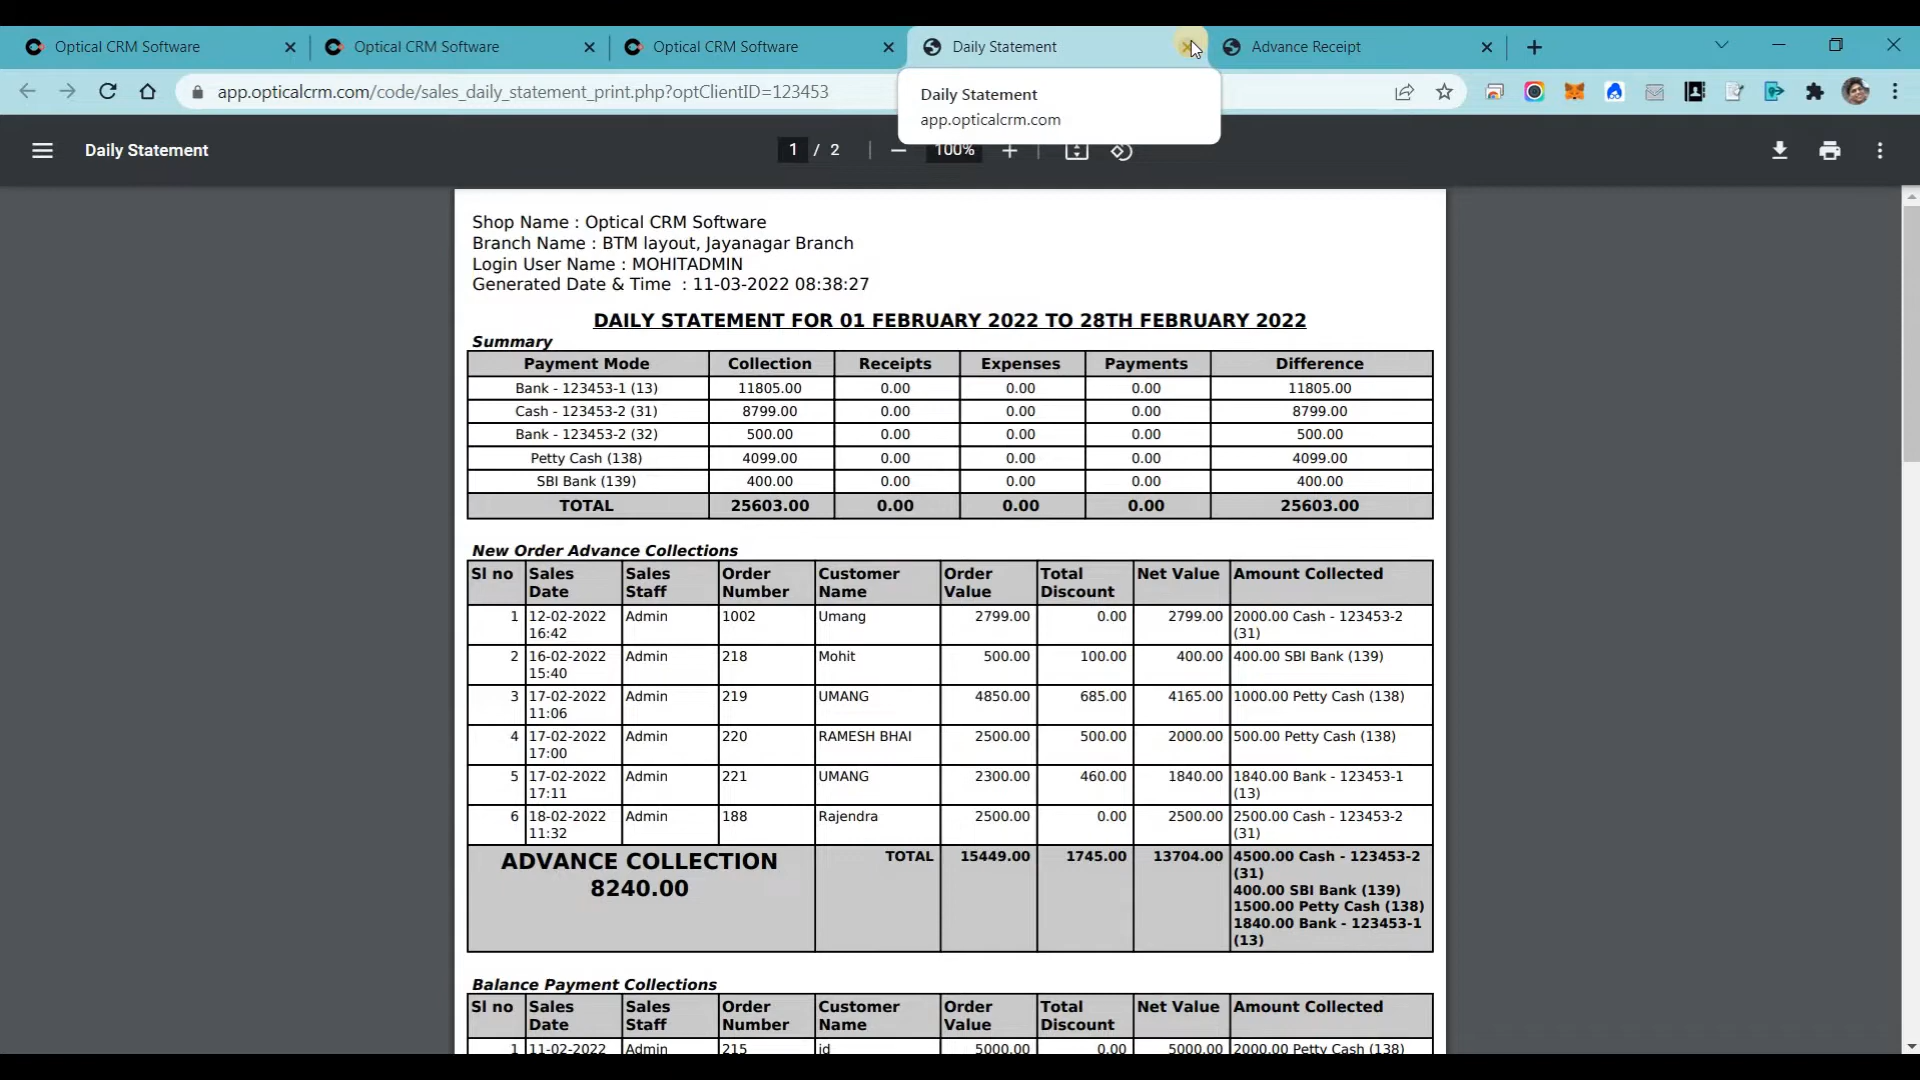 Optical CRM Software
Optical CRM Software
Optical CRM Software
Daily Statement
Advance Receipt
app.opticalcrm.com/code/sales_daily_statement_print.php?optClientID=123453
Daily Statement
app.opticalcrm.com
Daily Statement
1 / 2
100%
Shop Name : Optical CRM Software
Branch Name : BTM layout, Jayanagar Branch
Login User Name : MOHITADMIN
Generated Date & Time : 11-03-2022 08:38:27
DAILY STATEMENT FOR 01 FEBRUARY 2022 TO 28TH FEBRUARY 2022
Summary
Payment Mode Collection Receipts Expenses Payments Difference
Bank - 123453-1 (13) 11805.00 0.00 0.00 0.00 11805.00
Cash - 123453-2 (31) 8799.00 0.00 0.00 0.00 8799.00
Bank - 123453-2 (32) 500.00 0.00 0.00 0.00 500.00
Petty Cash (138) 4099.00 0.00 0.00 0.00 4099.00
SBI Bank (139) 400.00 0.00 0.00 0.00 400.00
TOTAL 25603.00 0.00 0.00 0.00 25603.00
New Order Advance Collections
Sl no Sales Sales Order Customer Order Total Net Value Amount Collected
Date Staff Number Name Value Discount
1 12-02-2022 Admin 1002 Umang 2799.00 0.00 2799.00 2000.00 Cash - 123453-2
16:42 (31)
2 16-02-2022 Admin 218 Mohit 500.00 100.00 400.00 400.00 SBI Bank (139)
15:40
3 17-02-2022 Admin 219 UMANG 4850.00 685.00 4165.00 1000.00 Petty Cash (138)
11:06
4 17-02-2022 Admin 220 RAMESH BHAI 2500.00 500.00 2000.00 500.00 Petty Cash (138)
17:00
5 17-02-2022 Admin 221 UMANG 2300.00 460.00 1840.00 1840.00 Bank - 123453-1
17:11 (13)
6 18-02-2022 Admin 188 Rajendra 2500.00 0.00 2500.00 2500.00 Cash - 123453-2
11:32 (31)
ADVANCE COLLECTION TOTAL 15449.00 1745.00 13704.00 4500.00 Cash - 123453-2
8240.00 (31)
400.00 SBI Bank (139)
1500.00 Petty Cash (138)
1840.00 Bank - 123453-1
(13)
Balance Payment Collections
Sl no Sales Sales Order Customer Order Total Net Value Amount Collected
Date Staff Number Name Value Discount
1 11-02-2022 Admin 215 id 5000.00 0.00 5000.00 2000.00 Petty Cash (138)